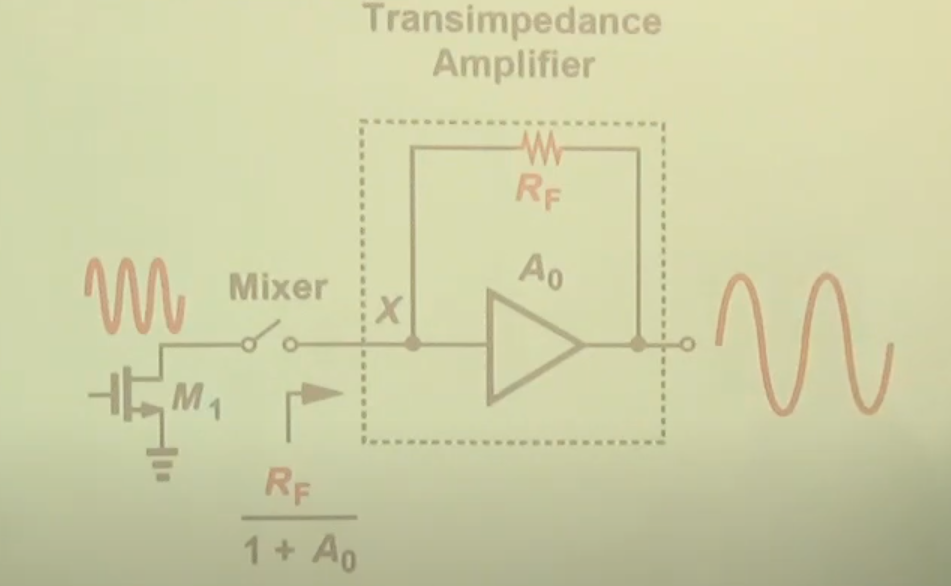 Transimpedance
Amplifier
R_F
A_0
Mixer
X
M_1
R_F
1 + A_0